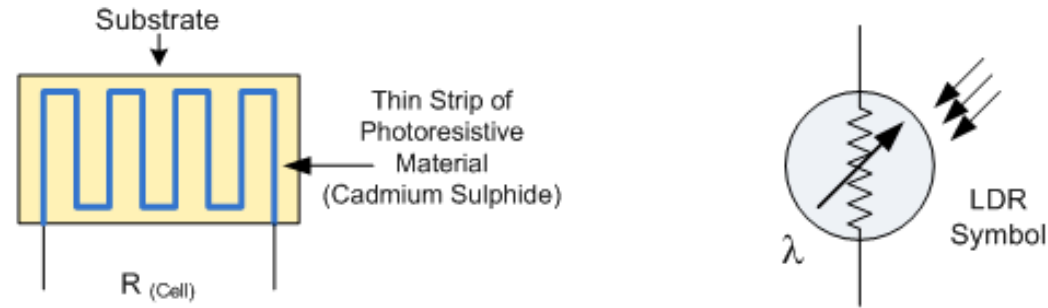 Substrate
Thin Strip of
Photoresistive
Material
(Cadmium Sulphide)
R (Cell)
λ
LDR
Symbol